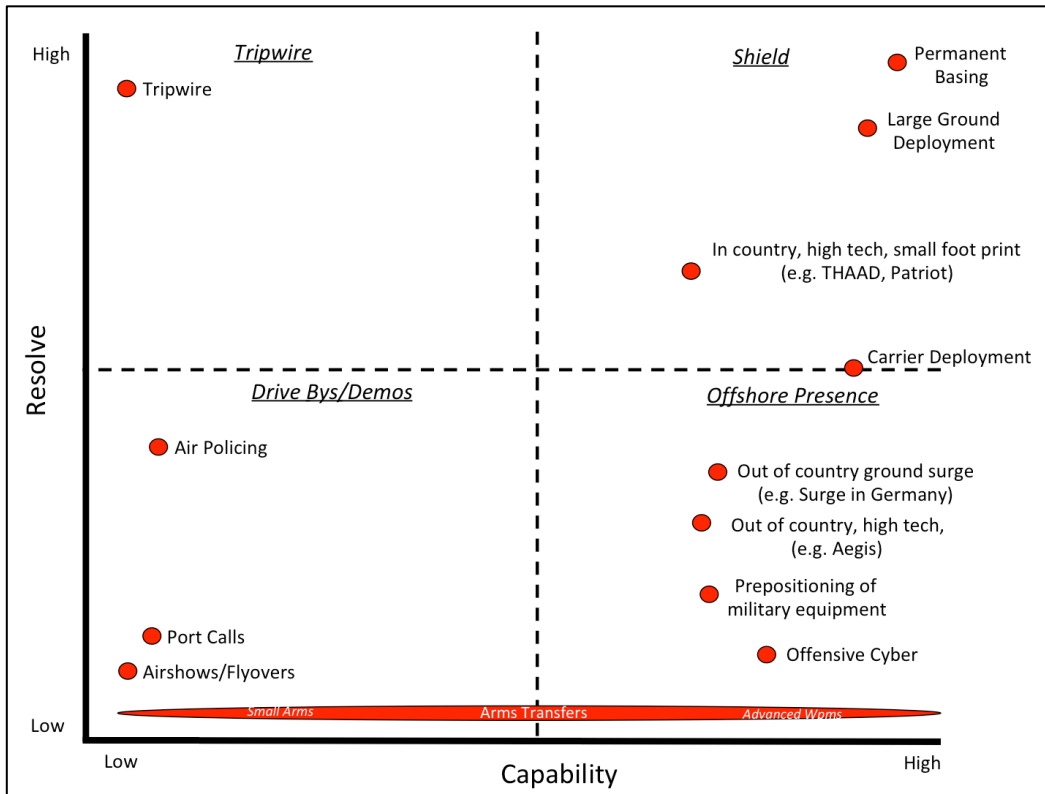 High
Tripwire
Shield
Permanent
Basing
Tripwire
Large Ground
Deployment
In country, high tech, small foot print
(e.g. THAAD, Patriot)
Resolve
Carrier Deployment
Drive Bys/Demos
Offshore Presence
Air Policing
Out of country ground surge
(e.g. Surge in Germany)
Out of country, high tech,
(e.g. Aegis)
Prepositioning of
military equipment
Port Calls
Offensive Cyber
Airshows/Flyovers
Small Arms
Arms Transfers
Advanced Wpms
Low
Low
Capability
High